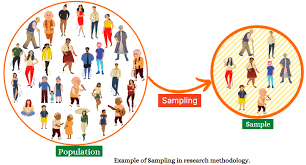 Sampling
Population
Sample
Example of Sampling in research methodology.